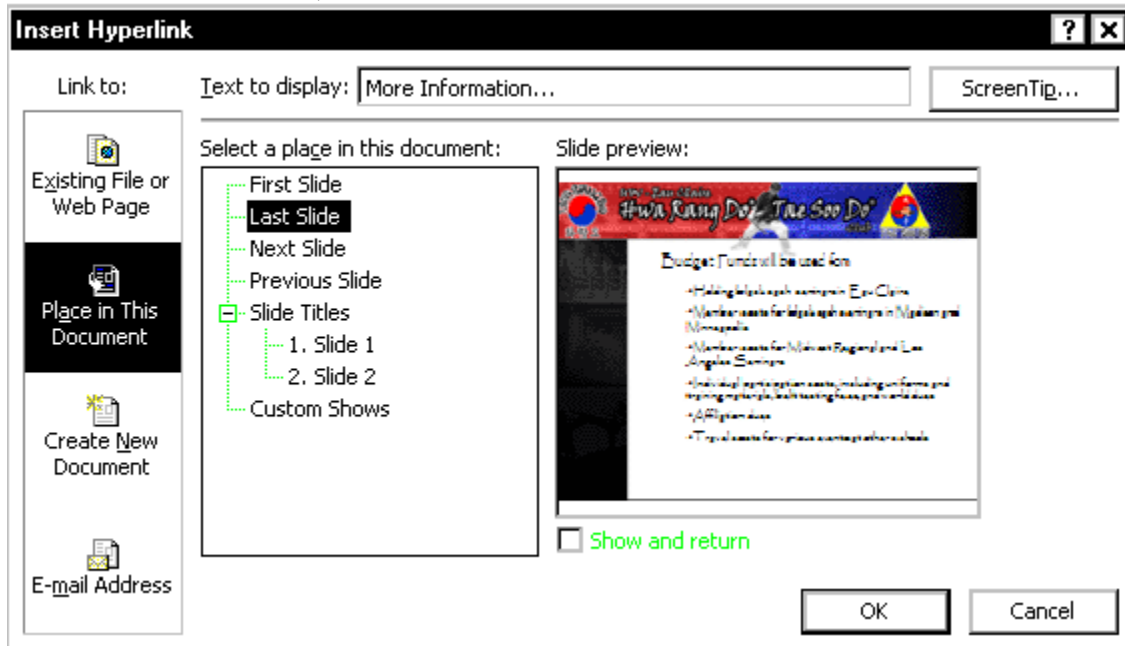 Insert Hyperlink
Link to:
Text to display: More Information...
ScreenTip...
Existing File or
Web Page
Place in This
Document
Create New
Document
E-mail Address
Select a place in this document:
First Slide
Last Slide
Next Slide
Previous Slide
Slide Titles
1. Slide 1
2. Slide 2
Custom Shows
Slide preview:
Hwa Rang Do Tae Soo Do
Budget Funds will be used for:
Show and return
OK
Cancel